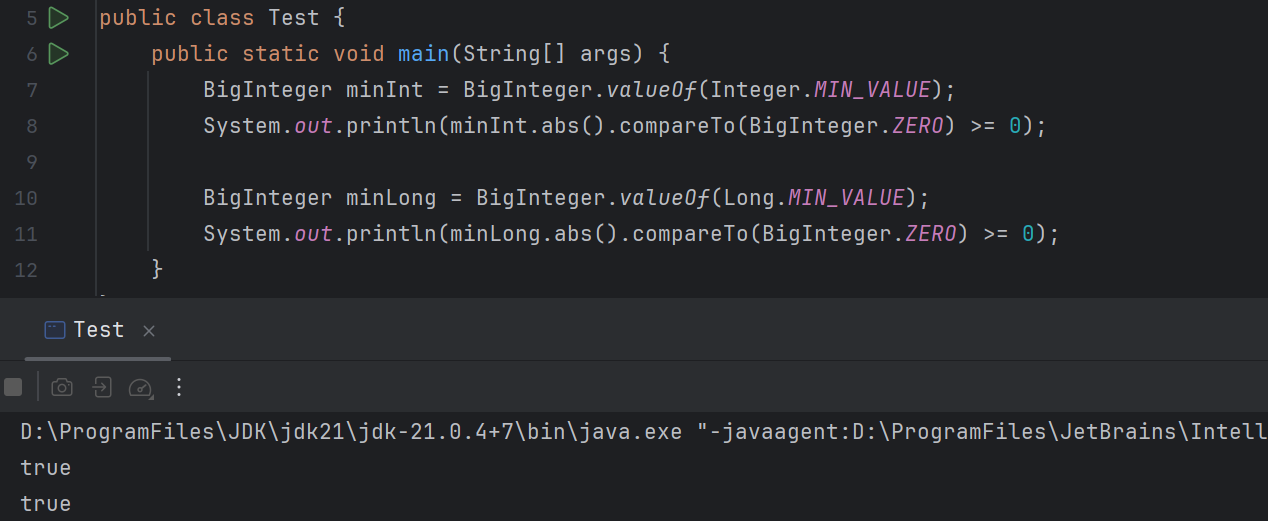 5 public class Test {
6 public static void main(String[] args) {
7 BigInteger minInt = BigInteger.valueOf(Integer.MIN_VALUE);
8 System.out.println(minInt.abs().compareTo(BigInteger.ZERO) >= 0);
9
10 BigInteger minLong = BigInteger.valueOf(Long.MIN_VALUE);
11 System.out.println(minLong.abs().compareTo(BigInteger.ZERO) >= 0);
12 }
Test ×
D:\ProgramFiles\JDK\jdk21\jdk-21.0.4+7\bin\java.exe "-javaagent:D:\ProgramFiles\JetBrains\Intell
true
true